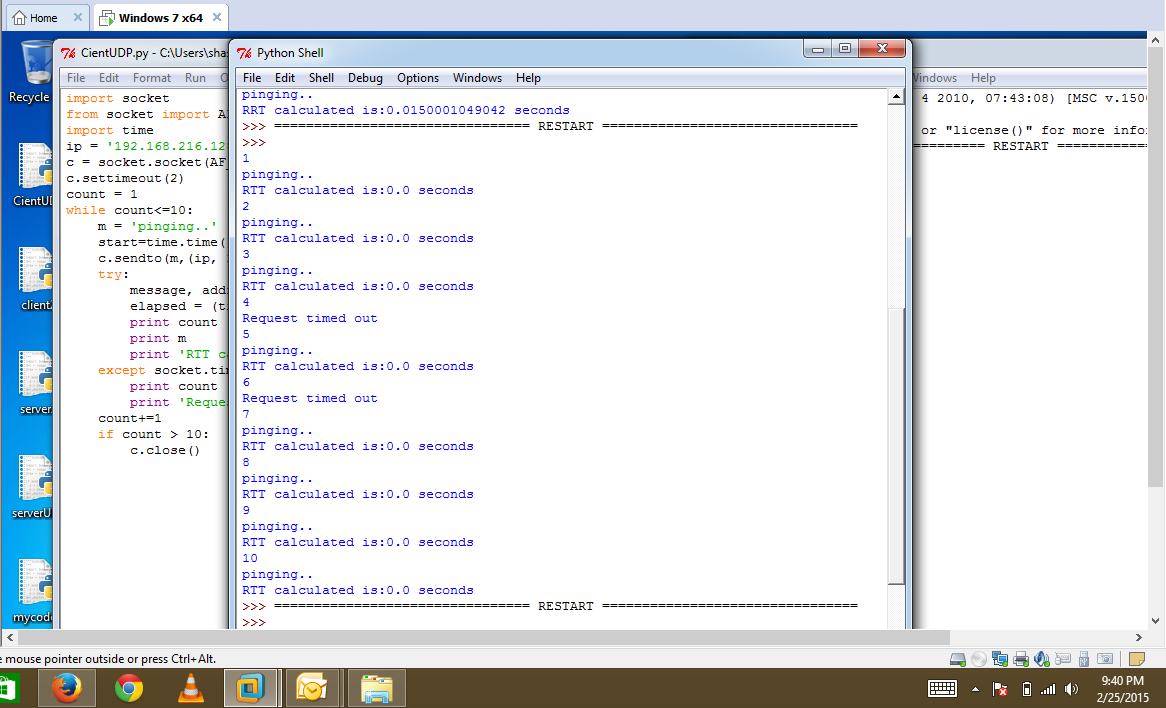 Home
Windows 7 x64
Recycle
CientUDP.py - C:\Users\sha
File Edit Format Run
import socket
from socket import
import time
ip = '192.168.216.12
c = socket.socket(AF_
c.settimeout(2)
count = 1
while count<=10:
m = 'pinging..'
start=time.time(
c.sendto(m,(ip,
try:
message, add
elapsed = (t
print count
print m
print 'RTT c
except socket.ti
print count
print 'Reque
count+=1
if count > 10:
c.close()
Python Shell
File Edit Shell Debug Options Windows Help
pinging..
RRT calculated is:0.0150001049042 seconds
>>> ================================ RESTART ================================
>>>
1
pinging..
RTT calculated is:0.0 seconds
2
pinging..
RTT calculated is:0.0 seconds
3
pinging..
RTT calculated is:0.0 seconds
4
Request timed out
5
pinging..
RTT calculated is:0.0 seconds
6
Request timed out
7
pinging..
RTT calculated is:0.0 seconds
8
pinging..
RTT calculated is:0.0 seconds
9
pinging..
RTT calculated is:0.0 seconds
10
pinging..
RTT calculated is:0.0 seconds
>>> ================================ RESTART ================================
>>>
Windows Help
4 2010, 07:43:08) [MSC v.150
or "license()" for more info
========= RESTART ============
CientU
client
server
serverU
mycod
e mouse pointer outside or press Ctrl+Alt.
9:40 PM
2/25/2015